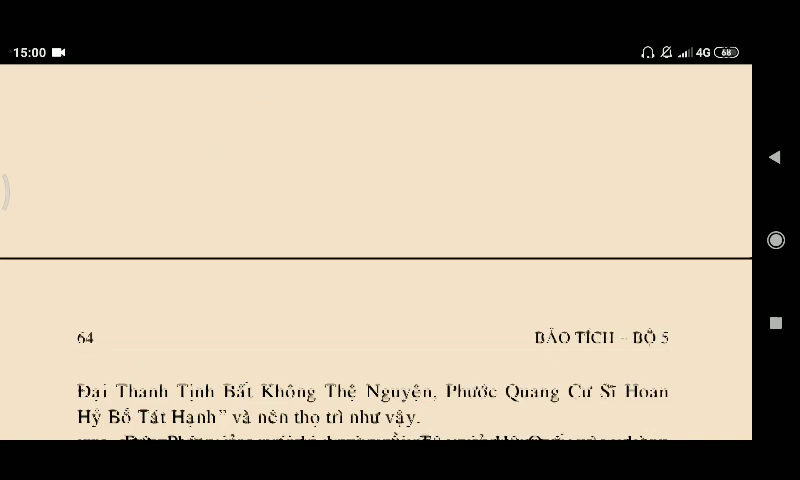 15:00
4G 68
64 BẢO TÍCH – BỘ 5
Đại Thanh Tịnh Bất Không Thệ Nguyện, Phước Quang Cư Sĩ Hoan
Hỷ Bồ Tát Hạnh” và nên thọ trì như vậy.